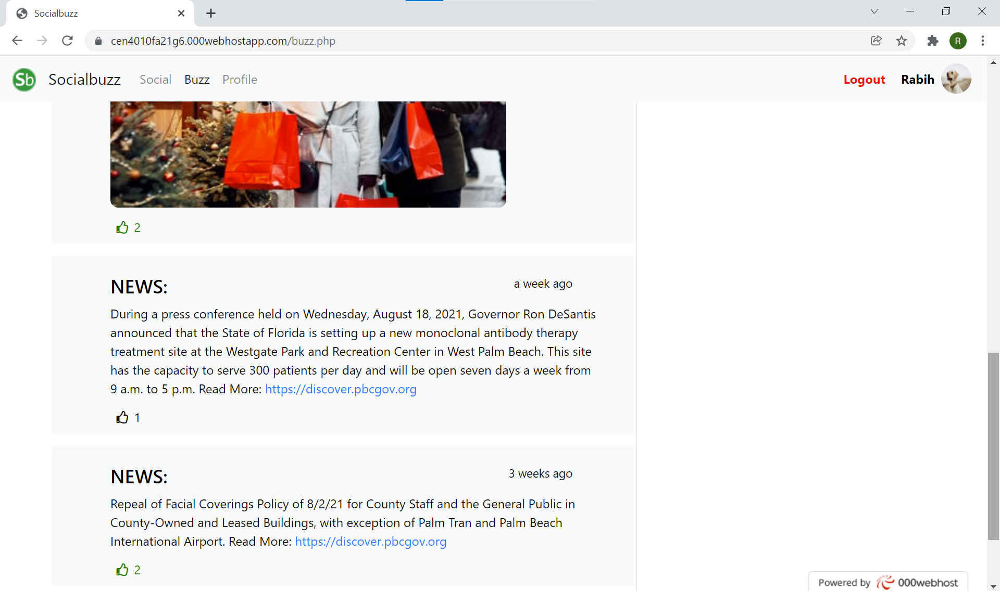 Socialbuzz
cen4010fa21g6.000webhostapp.com/buzz.php
R
Sb Socialbuzz Social Buzz Profile Logout Rabih
2
NEWS: a week ago
During a press conference held on Wednesday, August 18, 2021, Governor Ron DeSantis
announced that the State of Florida is setting up a new monoclonal antibody therapy
treatment site at the Westgate Park and Recreation Center in West Palm Beach. This site
has the capacity to serve 300 patients per day and will be open seven days a week from
9 a.m. to 5 p.m. Read More: https://discover.pbcgov.org
1
NEWS: 3 weeks ago
Repeal of Facial Coverings Policy of 8/2/21 for County Staff and the General Public in
County-Owned and Leased Buildings, with exception of Palm Tran and Palm Beach
International Airport. Read More: https://discover.pbcgov.org
2
Powered by 000webhost